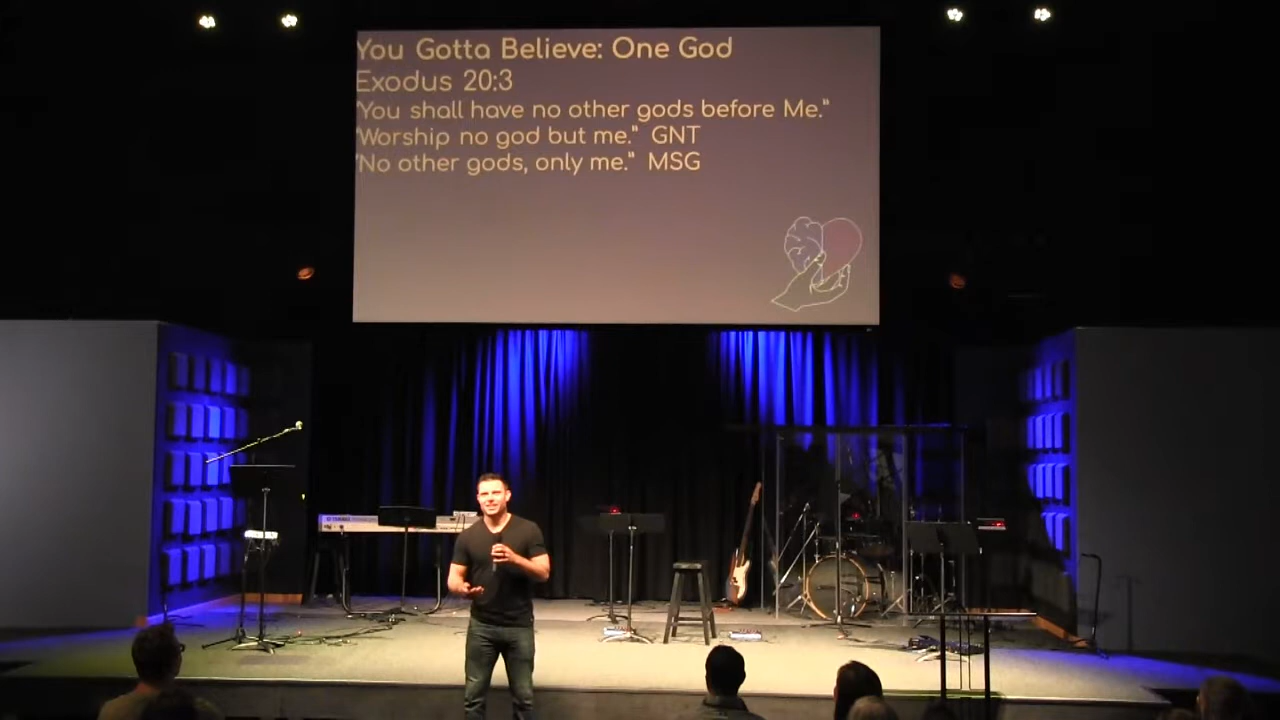 You Gotta Believe: One God
Exodus 20:3
"You shall have no other gods before Me."
"Worship no god but me." GNT
"No other gods, only me." MSG